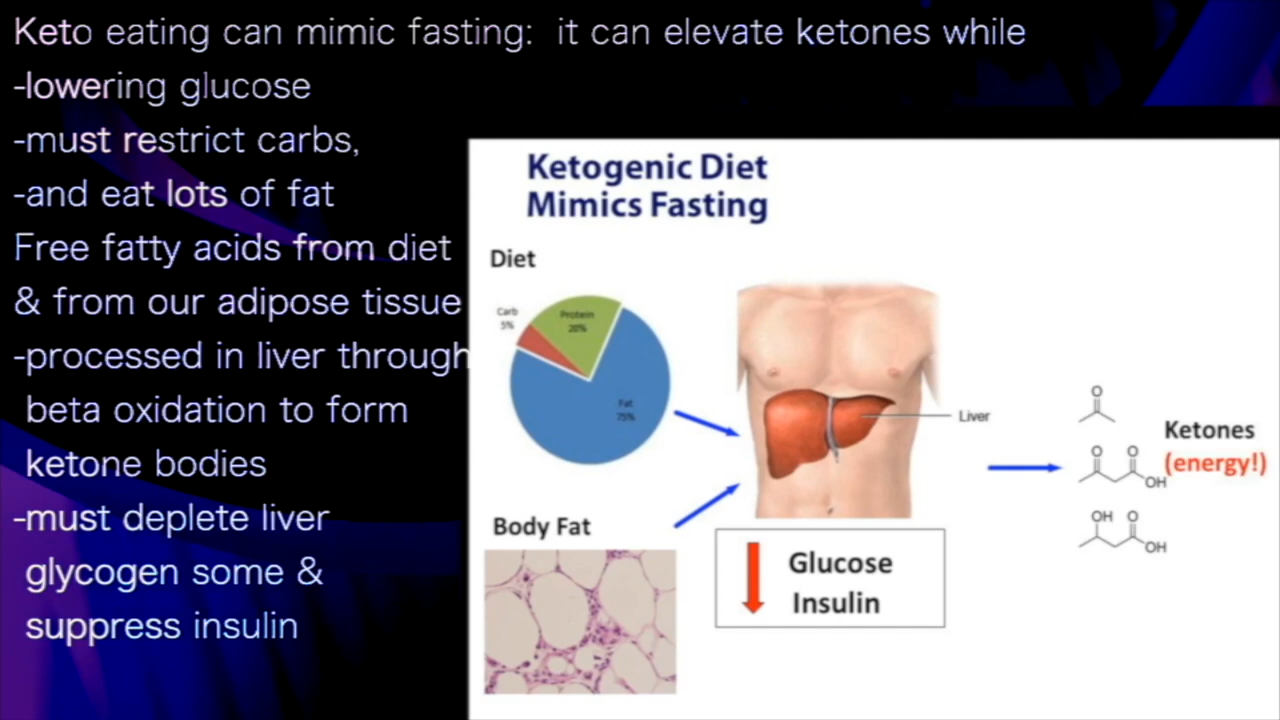 Keto eating can mimic fasting: it can elevate ketones while
-lowering glucose
-must restrict carbs,
-and eat lots of fat
Free fatty acids from diet
& from our adipose tissue
-processed in liver through
beta oxidation to form
ketone bodies
-must deplete liver
glycogen some &
suppress insulin
Ketogenic Diet
Mimics Fasting
Diet
Carb
5%
Protein
20%
Fat
75%
Body Fat
Liver
Glucose
Insulin
O
O O
OH
OH O
OH
Ketones
(energy!)